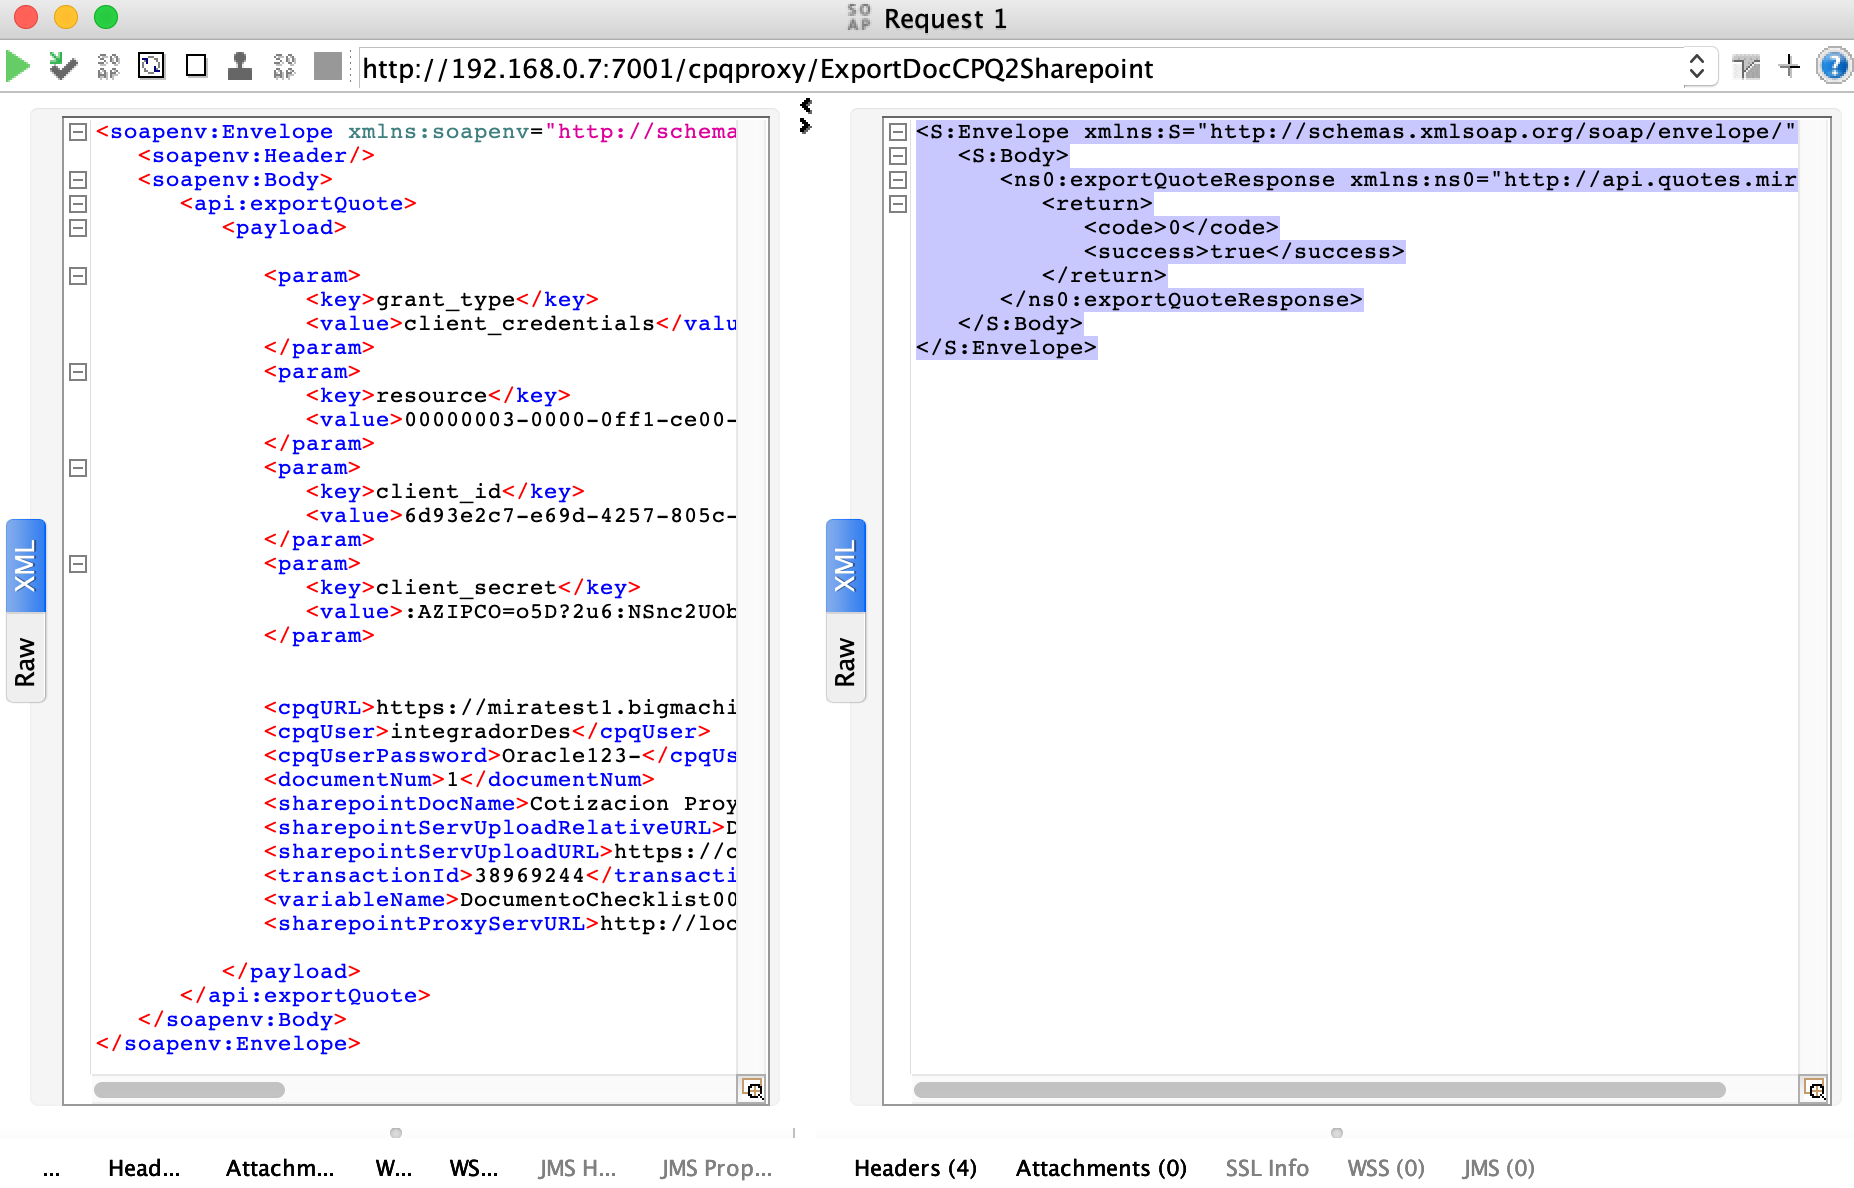 SOAP Request 1
SOAP SOAP http://192.168.0.7:7001/cpqproxy/ExportDocCPQ2Sharepoint
XML
Raw
<soapenv:Envelope xmlns:soapenv="http://schema
<soapenv:Header/>
<soapenv:Body>
<api:exportQuote>
<payload>
<param>
<key>grant_type</key>
<value>client_credentials</valu
</param>
<param>
<key>resource</key>
<value>00000003-0000-0ff1-ce00-
</param>
<param>
<key>client_id</key>
<value>6d93e2c7-e69d-4257-805c-
</param>
<param>
<key>client_secret</key>
<value>:AZIPCO=o5D?2u6:NSnc2UOb
</param>
<cpqURL>https://miratest1.bigmachi
<cpqUser>integradorDes</cpqUser>
<cpqUserPassword>Oracle123-</cpqUs
<documentNum>1</documentNum>
<sharepointDocName>Cotizacion Proy
<sharepointServUploadRelativeURL>D
<sharepointServUploadURL>https://c
<transactionId>38969244</transacti
<variableName>DocumentoChecklist00
<sharepointProxyServURL>http://loc
</payload>
</api:exportQuote>
</soapenv:Body>
</soapenv:Envelope>
XML
Raw
<S:Envelope xmlns:S="http://schemas.xmlsoap.org/soap/envelope/"
<S:Body>
<ns0:exportQuoteResponse xmlns:ns0="http://api.quotes.mir
<return>
<code>0</code>
<success>true</success>
</return>
</ns0:exportQuoteResponse>
</S:Body>
</S:Envelope>
... Head... Attachm... W... WS... JMS H... JMS Prop...
Headers (4) Attachments (0) SSL Info WSS (0) JMS (0)